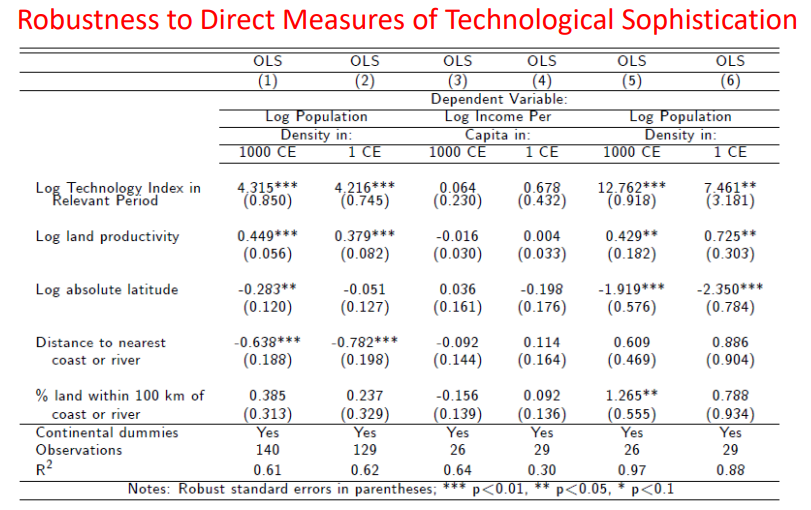 Robustness to Direct Measures of Technological Sophistication
OLS OLS OLS OLS OLS OLS
(1) (2) (3) (4) (5) (6)
Dependent Variable:
Log Population Log Income Per Log Population
Density in: Capita in: Density in:
1000 CE 1 CE 1000 CE 1 CE 1000 CE 1 CE
Log Technology Index in 4.315*** 4.216*** 0.064 0.678 12.762*** 7.461**
Relevant Period (0.850) (0.745) (0.230) (0.432) (0.918) (3.181)
Log land productivity 0.449*** 0.379*** -0.016 0.004 0.429** 0.725**
(0.056) (0.082) (0.030) (0.033) (0.182) (0.303)
Log absolute latitude -0.283** -0.051 0.036 -0.198 -1.919*** -2.350***
(0.120) (0.127) (0.161) (0.176) (0.576) (0.784)
Distance to nearest -0.638*** -0.782*** -0.092 0.114 0.609 0.886
coast or river (0.188) (0.198) (0.144) (0.164) (0.469) (0.904)
% land within 100 km of 0.385 0.237 -0.156 0.092 1.265** 0.788
coast or river (0.313) (0.329) (0.139) (0.136) (0.555) (0.934)
Continental dummies Yes Yes Yes Yes Yes Yes
Observations 140 129 26 29 26 29
R² 0.61 0.62 0.64 0.30 0.97 0.88
Notes: Robust standard errors in parentheses; *** p<0.01, ** p<0.05, * p<0.1